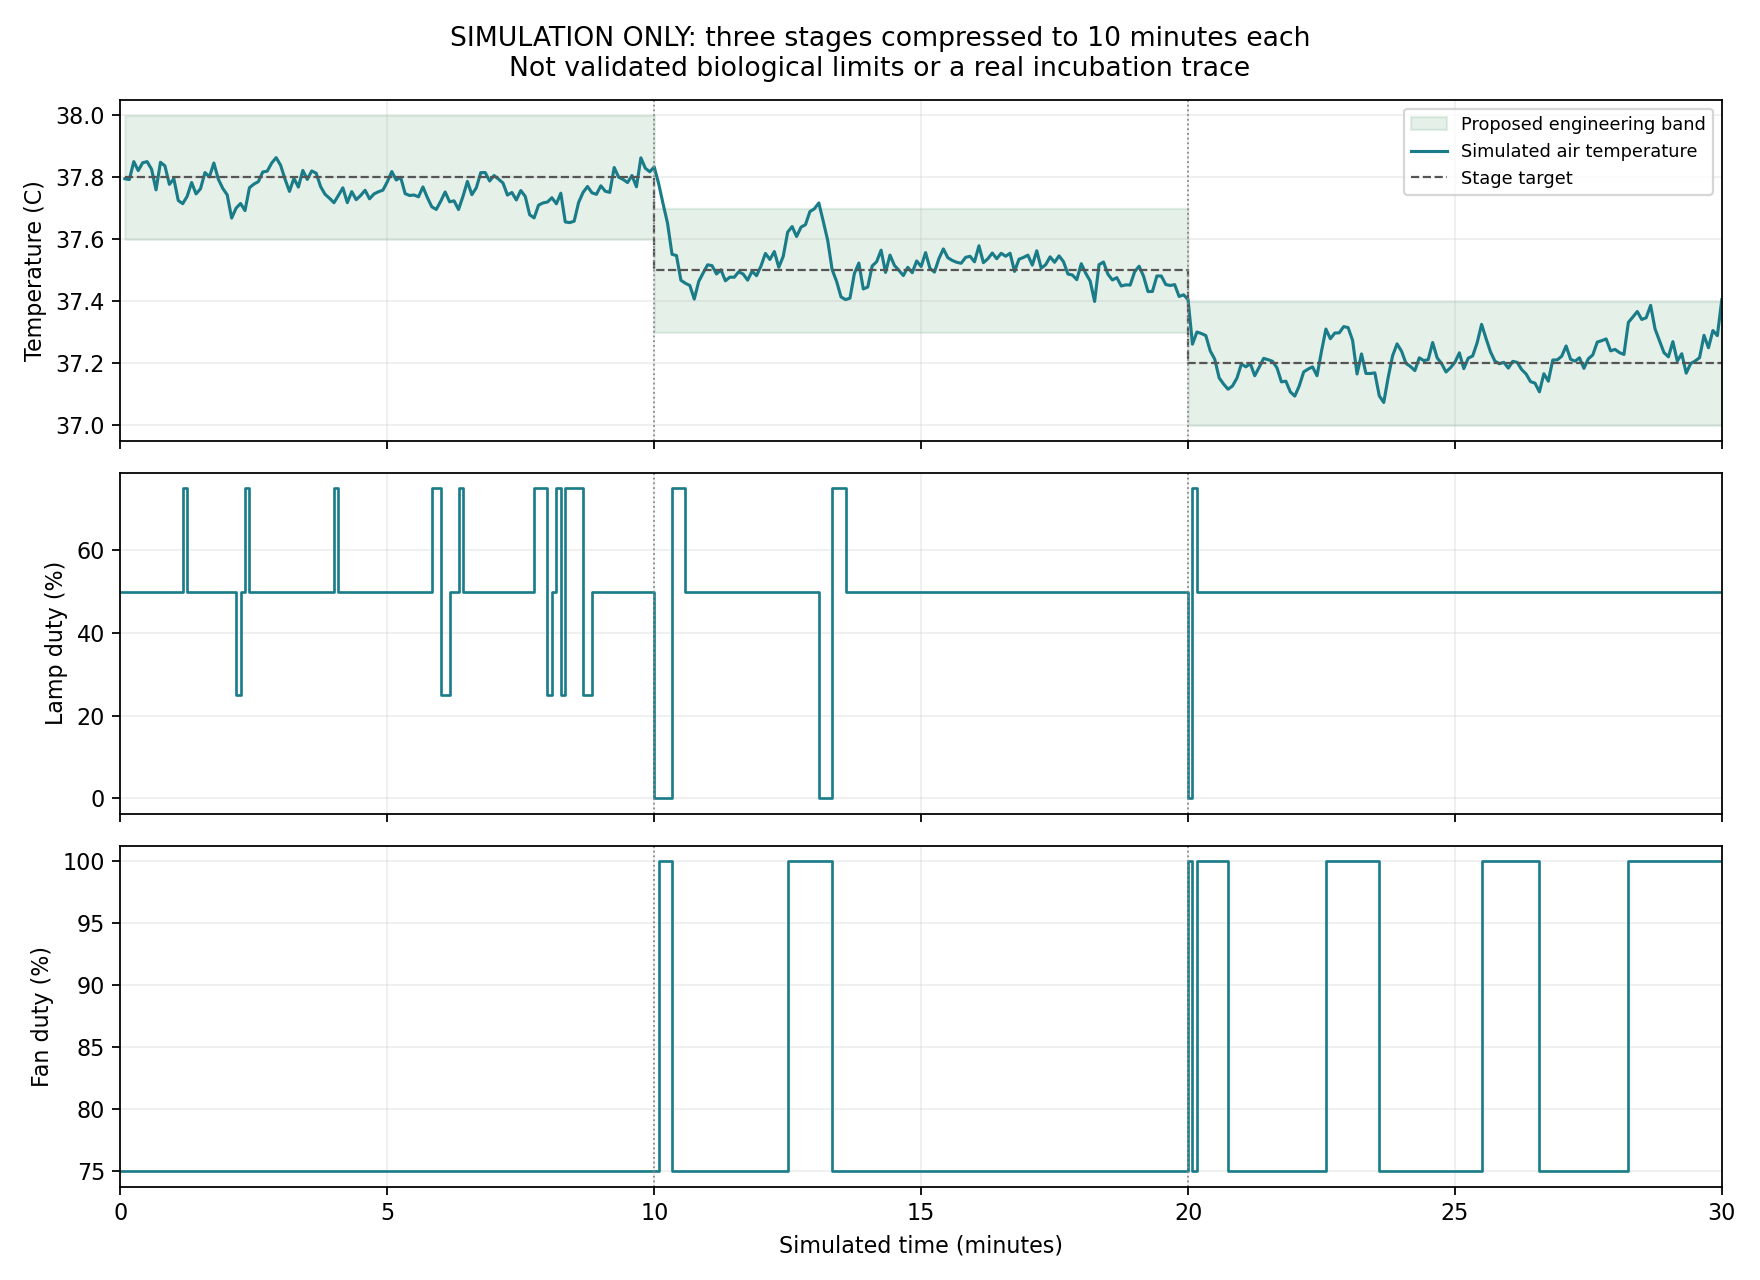 SIMULATION ONLY: three stages compressed to 10 minutes each
Not validated biological limits or a real incubation trace
Temperature (C)
38.0
37.8
37.6
37.4
37.2
37.0
Proposed engineering band
Simulated air temperature
Stage target
Lamp duty (%)
60
40
20
0
Fan duty (%)
100
95
90
85
80
75
0
5
10
15
20
25
30
Simulated time (minutes)